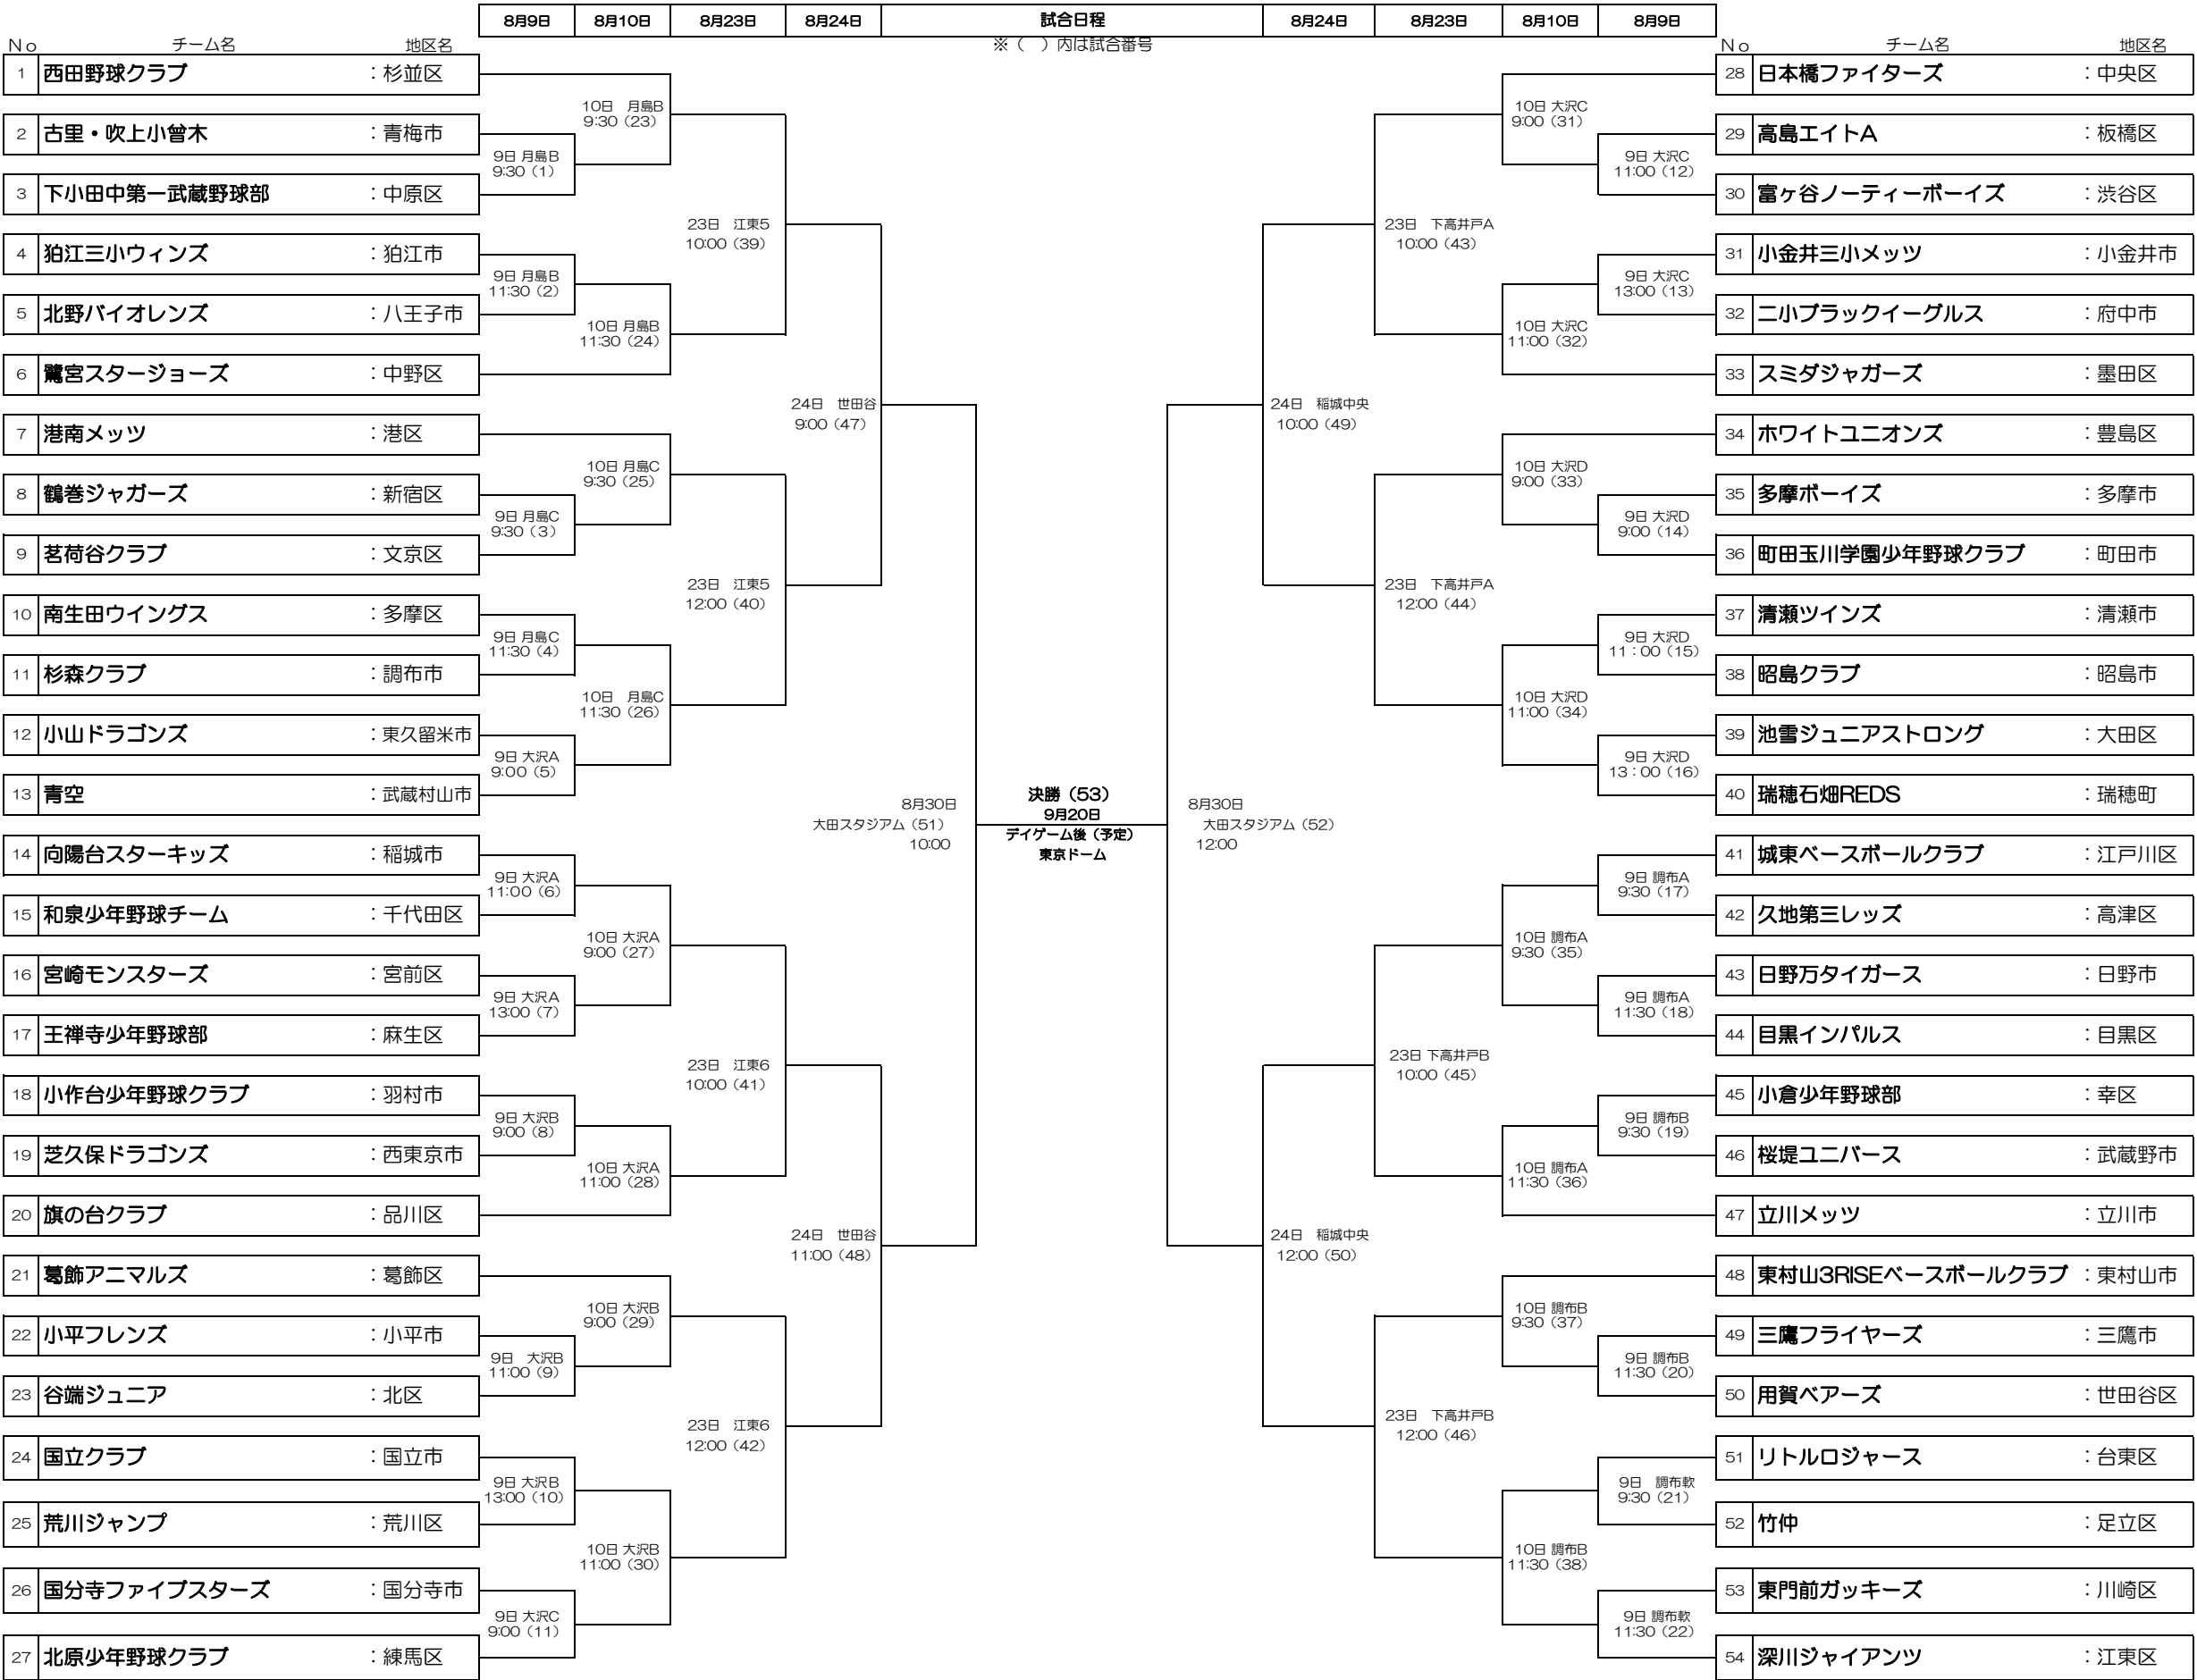 8月9日 8月10日 8月23日 8月24日 試合日程 8月24日 8月23日 8月10日 8月9日
※（　）内は試合番号
No チーム名 地区名
1 西田野球クラブ ：杉並区
2 古里・吹上小曾木 ：青梅市
3 下小田中第一武蔵野球部 ：中原区
4 狛江三小ウィンズ ：狛江市
5 北野バイオレンズ ：八王子市
6 鷺宮スタージョーズ ：中野区
7 港南メッツ ：港区
8 鶴巻ジャガーズ ：新宿区
9 茗荷谷クラブ ：文京区
10 南生田ウイングス ：多摩区
11 杉森クラブ ：調布市
12 小山ドラゴンズ ：東久留米市
13 青空 ：武蔵村山市
14 向陽台スターキッズ ：稲城市
15 和泉少年野球チーム ：千代田区
16 宮崎モンスターズ ：宮前区
17 王禅寺少年野球部 ：麻生区
18 小作台少年野球クラブ ：羽村市
19 芝久保ドラゴンズ ：西東京市
20 旗の台クラブ ：品川区
21 葛飾アニマルズ ：葛飾区
22 小平フレンズ ：小平市
23 谷端ジュニア ：北区
24 国立クラブ ：国立市
25 荒川ジャンプ ：荒川区
26 国分寺ファイブスターズ ：国分寺市
27 北原少年野球クラブ ：練馬区
9日 月島B
9:30（1）
9日 月島B
11:30（2）
9日 月島C
9:30（3）
9日 月島C
11:30（4）
9日 大沢A
9:00（5）
9日 大沢A
11:00（6）
9日 大沢A
13:00（7）
9日 大沢B
9:00（8）
9日　大沢B
11:00（9）
9日 大沢B
13:00（10）
9日 大沢C
9:00（11）
10日　月島B
9:30（23）
10日 月島B
11:30（24）
10日 月島C
9:30（25）
10日　月島C
11:30（26）
10日 大沢A
9:00（27）
10日 大沢A
11:00（28）
10日 大沢B
9:00（29）
10日 大沢B
11:00（30）
23日　江東5
10:00（39）
23日　江東5
12:00（40）
23日　江東6
10:00（41）
23日　江東6
12:00（42）
24日　世田谷
9:00（47）
24日　世田谷
11:00（48）
8月30日
大田スタジアム（51）
10:00
決勝（53）
9月20日
デイゲーム後（予定）
東京ドーム
8月30日
大田スタジアム（52）
12:00
24日　稲城中央
10:00（49）
24日　稲城中央
12:00（50）
23日　下高井戸A
10:00（43）
23日　下高井戸A
12:00（44）
23日 下高井戸B
10:00（45）
23日　下高井戸B
12:00（46）
10日 大沢C
9:00（31）
10日 大沢C
11:00（32）
10日 大沢D
9:00（33）
10日 大沢D
11:00（34）
10日 調布A
9:30（35）
10日 調布A
11:30（36）
10日 調布B
9:30（37）
10日 調布B
11:30（38）
9日 大沢C
11:00（12）
9日 大沢C
13:00（13）
9日 大沢D
9:00（14）
9日 大沢D
11：00（15）
9日 大沢D
13：00（16）
9日 調布A
9:30（17）
9日 調布A
11:30（18）
9日 調布B
9:30（19）
9日 調布B
11:30（20）
9日　調布軟
9:30（21）
9日 調布軟
11:30（22）
No チーム名 地区名
28 日本橋ファイターズ ：中央区
29 高島エイトA ：板橋区
30 富ヶ谷ノーティーボーイズ ：渋谷区
31 小金井三小メッツ ：小金井市
32 二小ブラックイーグルス ：府中市
33 スミダジャガーズ ：墨田区
34 ホワイトユニオンズ ：豊島区
35 多摩ボーイズ ：多摩市
36 町田玉川学園少年野球クラブ ：町田市
37 清瀬ツインズ ：清瀬市
38 昭島クラブ ：昭島市
39 池雪ジュニアストロング ：大田区
40 瑞穂石畑REDS ：瑞穂町
41 城東ベースボールクラブ ：江戸川区
42 久地第三レッズ ：高津区
43 日野万タイガース ：日野市
44 目黒インパルス ：目黒区
45 小倉少年野球部 ：幸区
46 桜堤ユニバース ：武蔵野市
47 立川メッツ ：立川市
48 東村山3RISEベースボールクラブ ：東村山市
49 三鷹フライヤーズ ：三鷹市
50 用賀ベアーズ ：世田谷区
51 リトルロジャース ：台東区
52 竹仲 ：足立区
53 東門前ガッキーズ ：川崎区
54 深川ジャイアンツ ：江東区